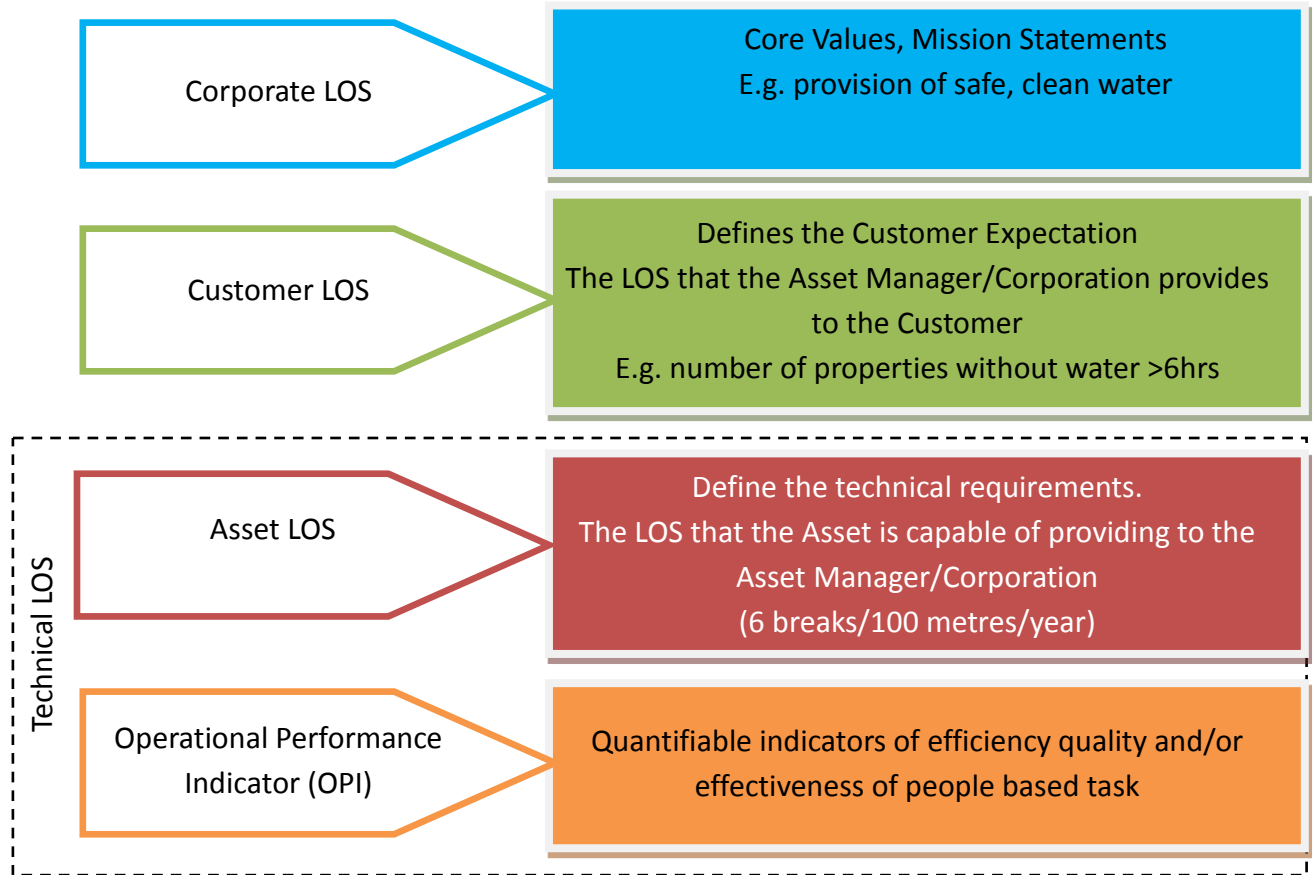 Corporate LOS
Core Values, Mission Statements
E.g. provision of safe, clean water
Customer LOS
Defines the Customer Expectation
The LOS that the Asset Manager/Corporation provides
to the Customer
E.g. number of properties without water >6hrs
Technical LOS
Asset LOS
Define the technical requirements.
The LOS that the Asset is capable of providing to the
Asset Manager/Corporation
(6 breaks/100 metres/year)
Operational Performance
Indicator (OPI)
Quantifiable indicators of efficiency quality and/or
effectiveness of people based task